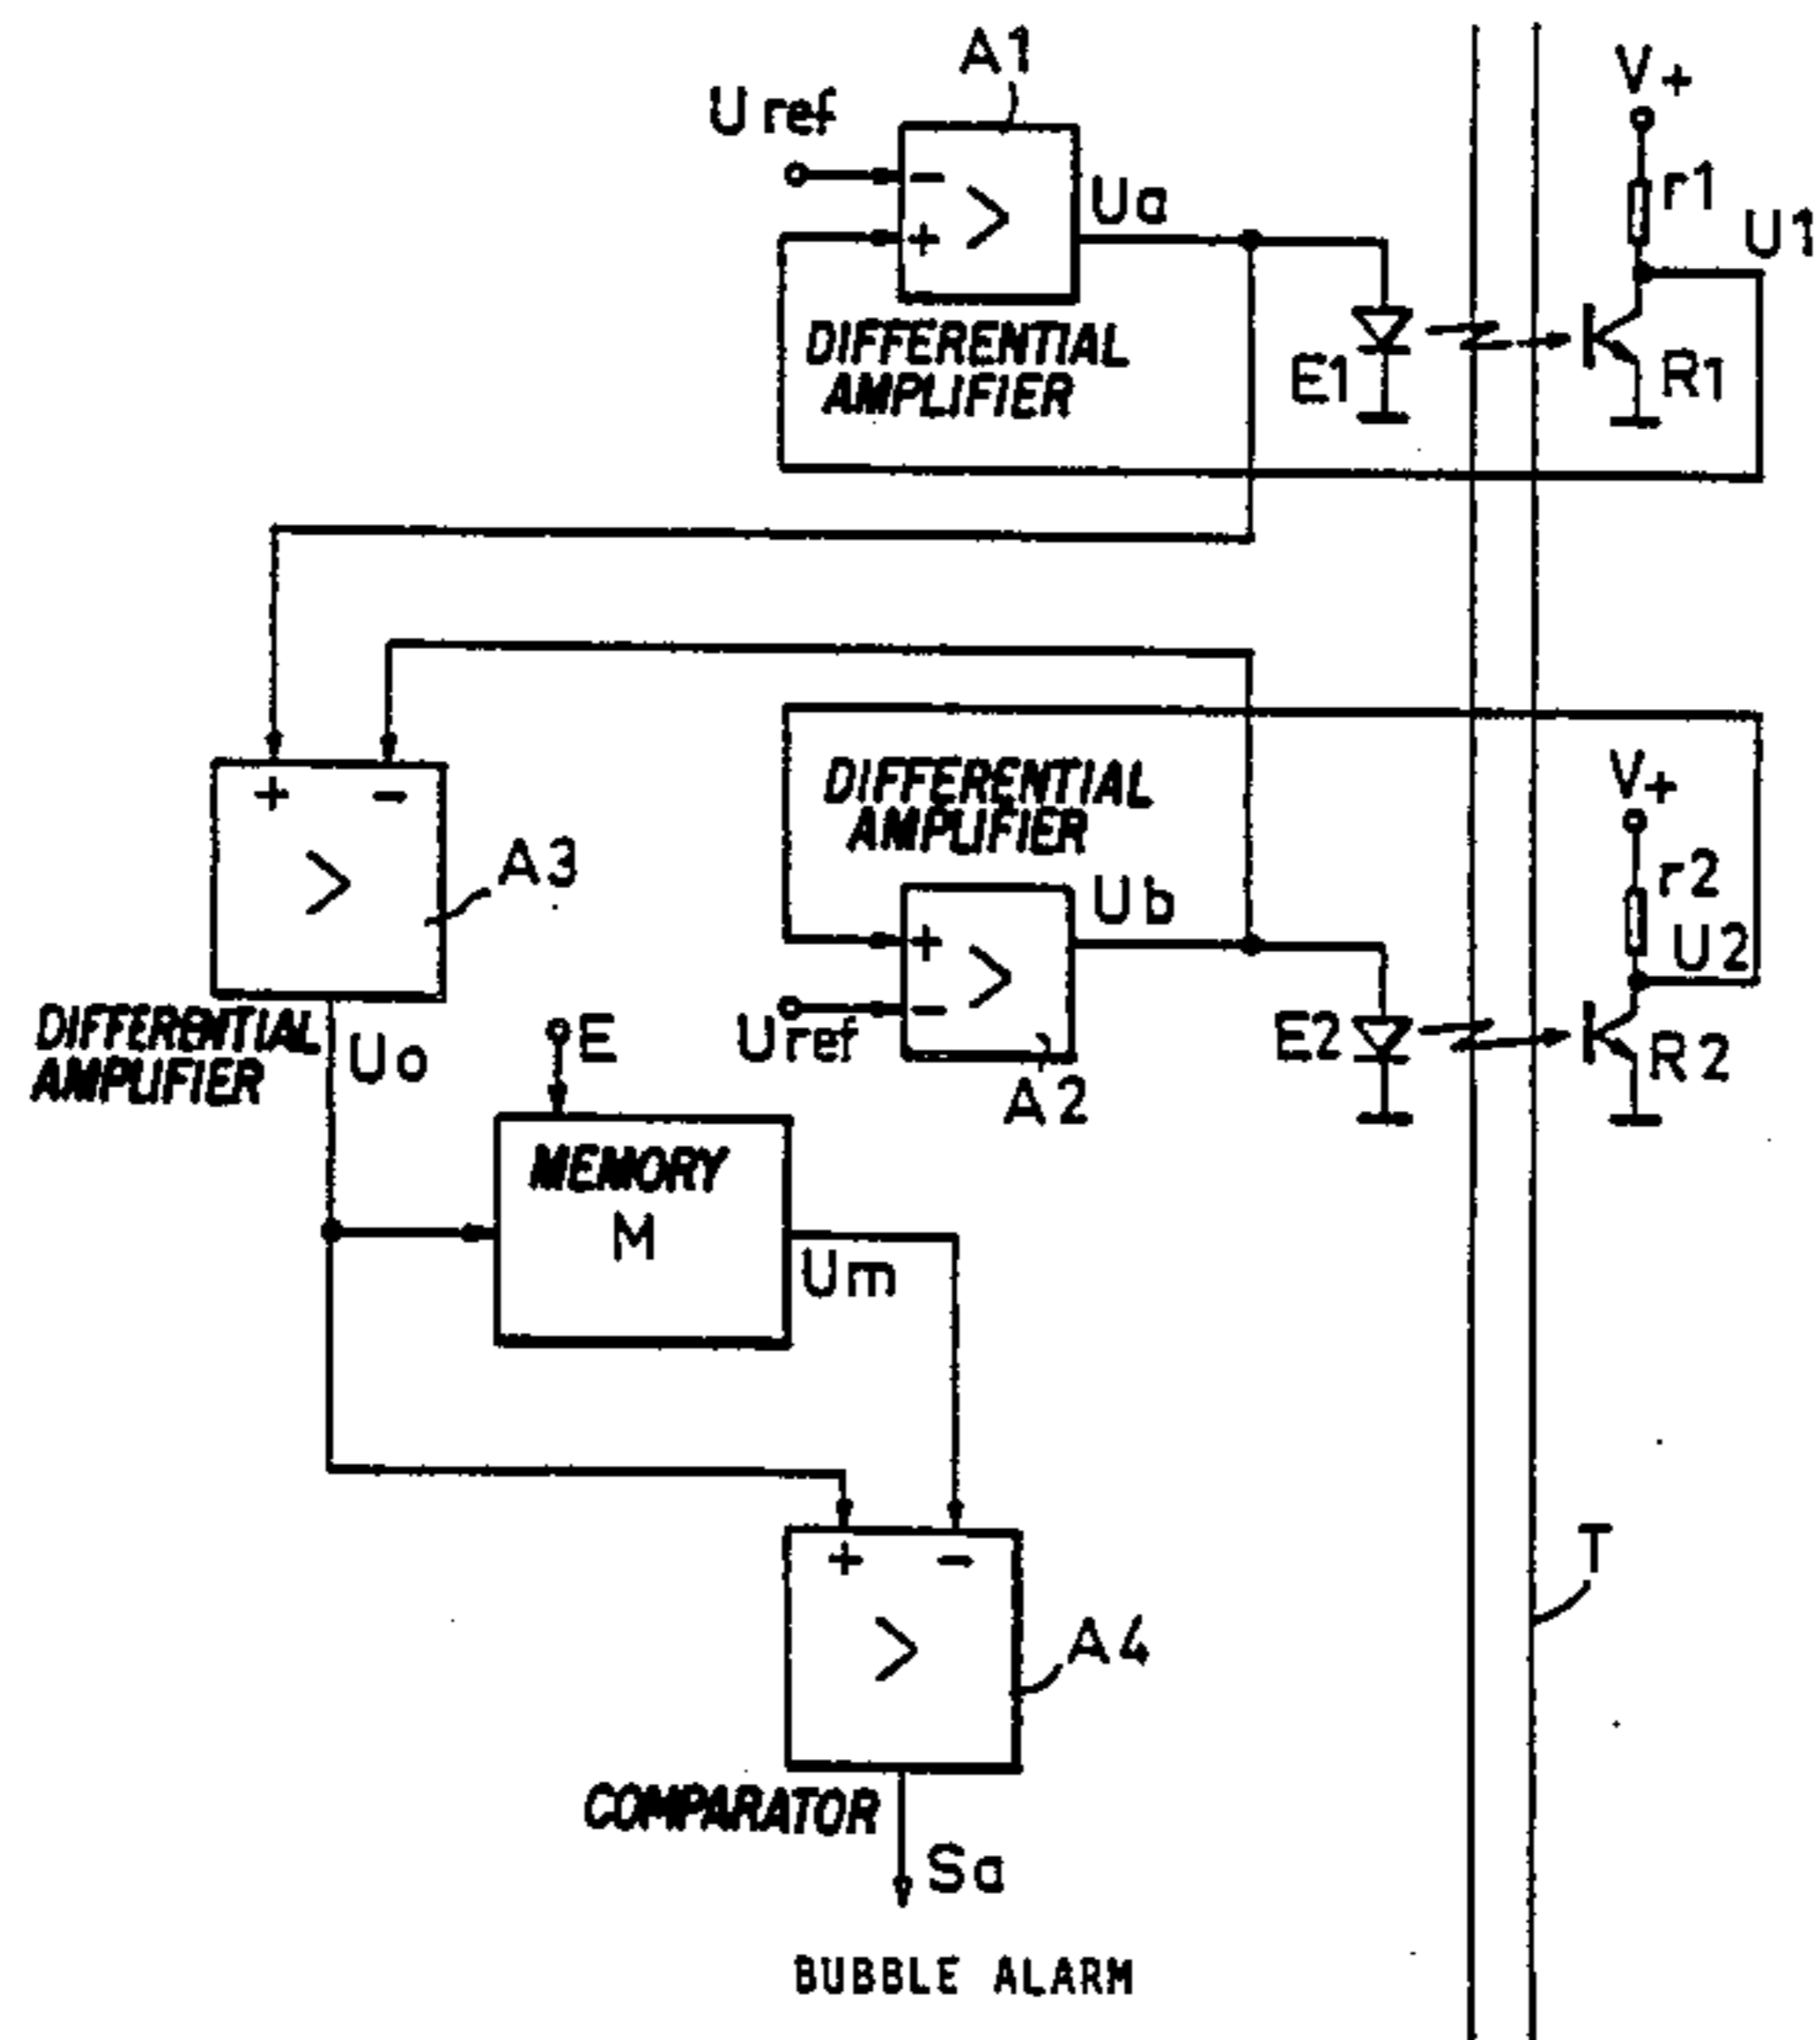 A1
V+
Uref
−
>
+
Ua
r1
U1
DIFFERENTIAL
AMPLIFIER
E1
R1
DIFFERENTIAL
AMPLIFIER
V+
+ −
>
A3
r2
Ub
U2
+
>
−
Uref
A2
E2
R2
DIFFERENTIAL
AMPLIFIER
Uo
E
MEMORY
M
Um
+ −
>
A4
T
COMPARATOR
Sa
BUBBLE ALARM